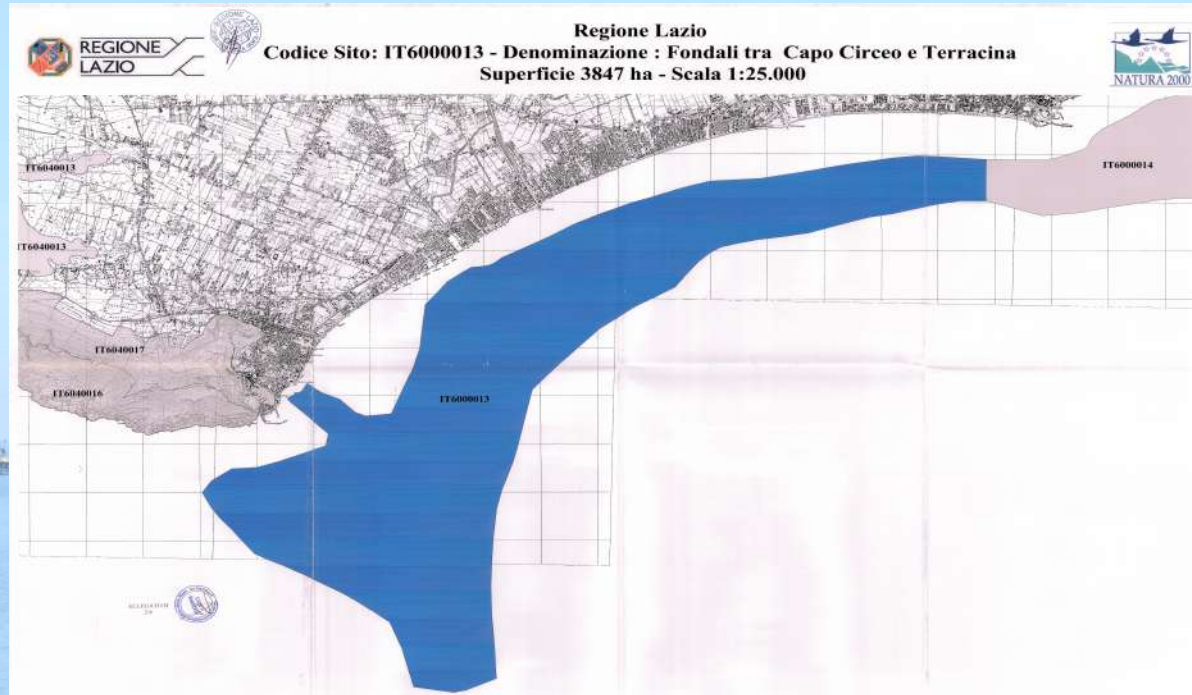 REGIONE
LAZIO
Regione Lazio
Codice Sito: IT6000013 - Denominazione : Fondali tra Capo Circeo e Terracina
Superficie 3847 ha - Scala 1:25.000
NATURA 2000
IT6040013
IT6000014
IT6040013
IT6040017
IT6040016
IT6000013